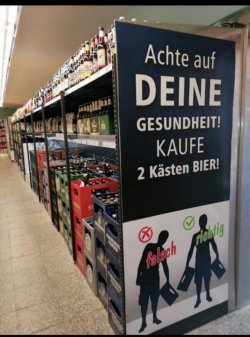 Achte auf
DEINE
GESUNDHEIT!
KAUFE
2 Kästen BIER!
falsch
richtig